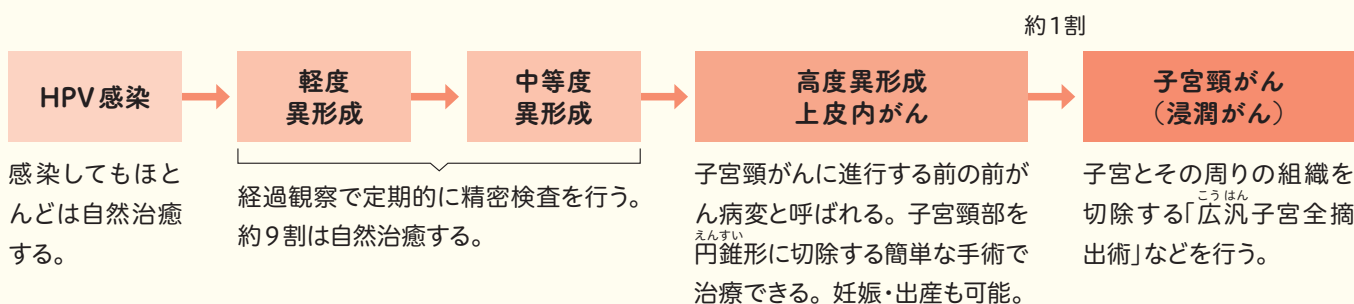 約1割
HPV感染
軽度
異形成
中等度
異形成
高度異形成
上皮内がん
子宮頸がん
（浸潤がん）
感染してもほと
んどは自然治癒
する。
経過観察で定期的に精密検査を行う。
約9割は自然治癒する。
子宮頸がんに進行する前の前が
ん病変と呼ばれる。子宮頸部を
えんすい
円錐形に切除する簡単な手術で
治療できる。妊娠・出産も可能。
子宮とその周りの組織を
こうはん
切除する「広汎子宮全摘
出術」などを行う。